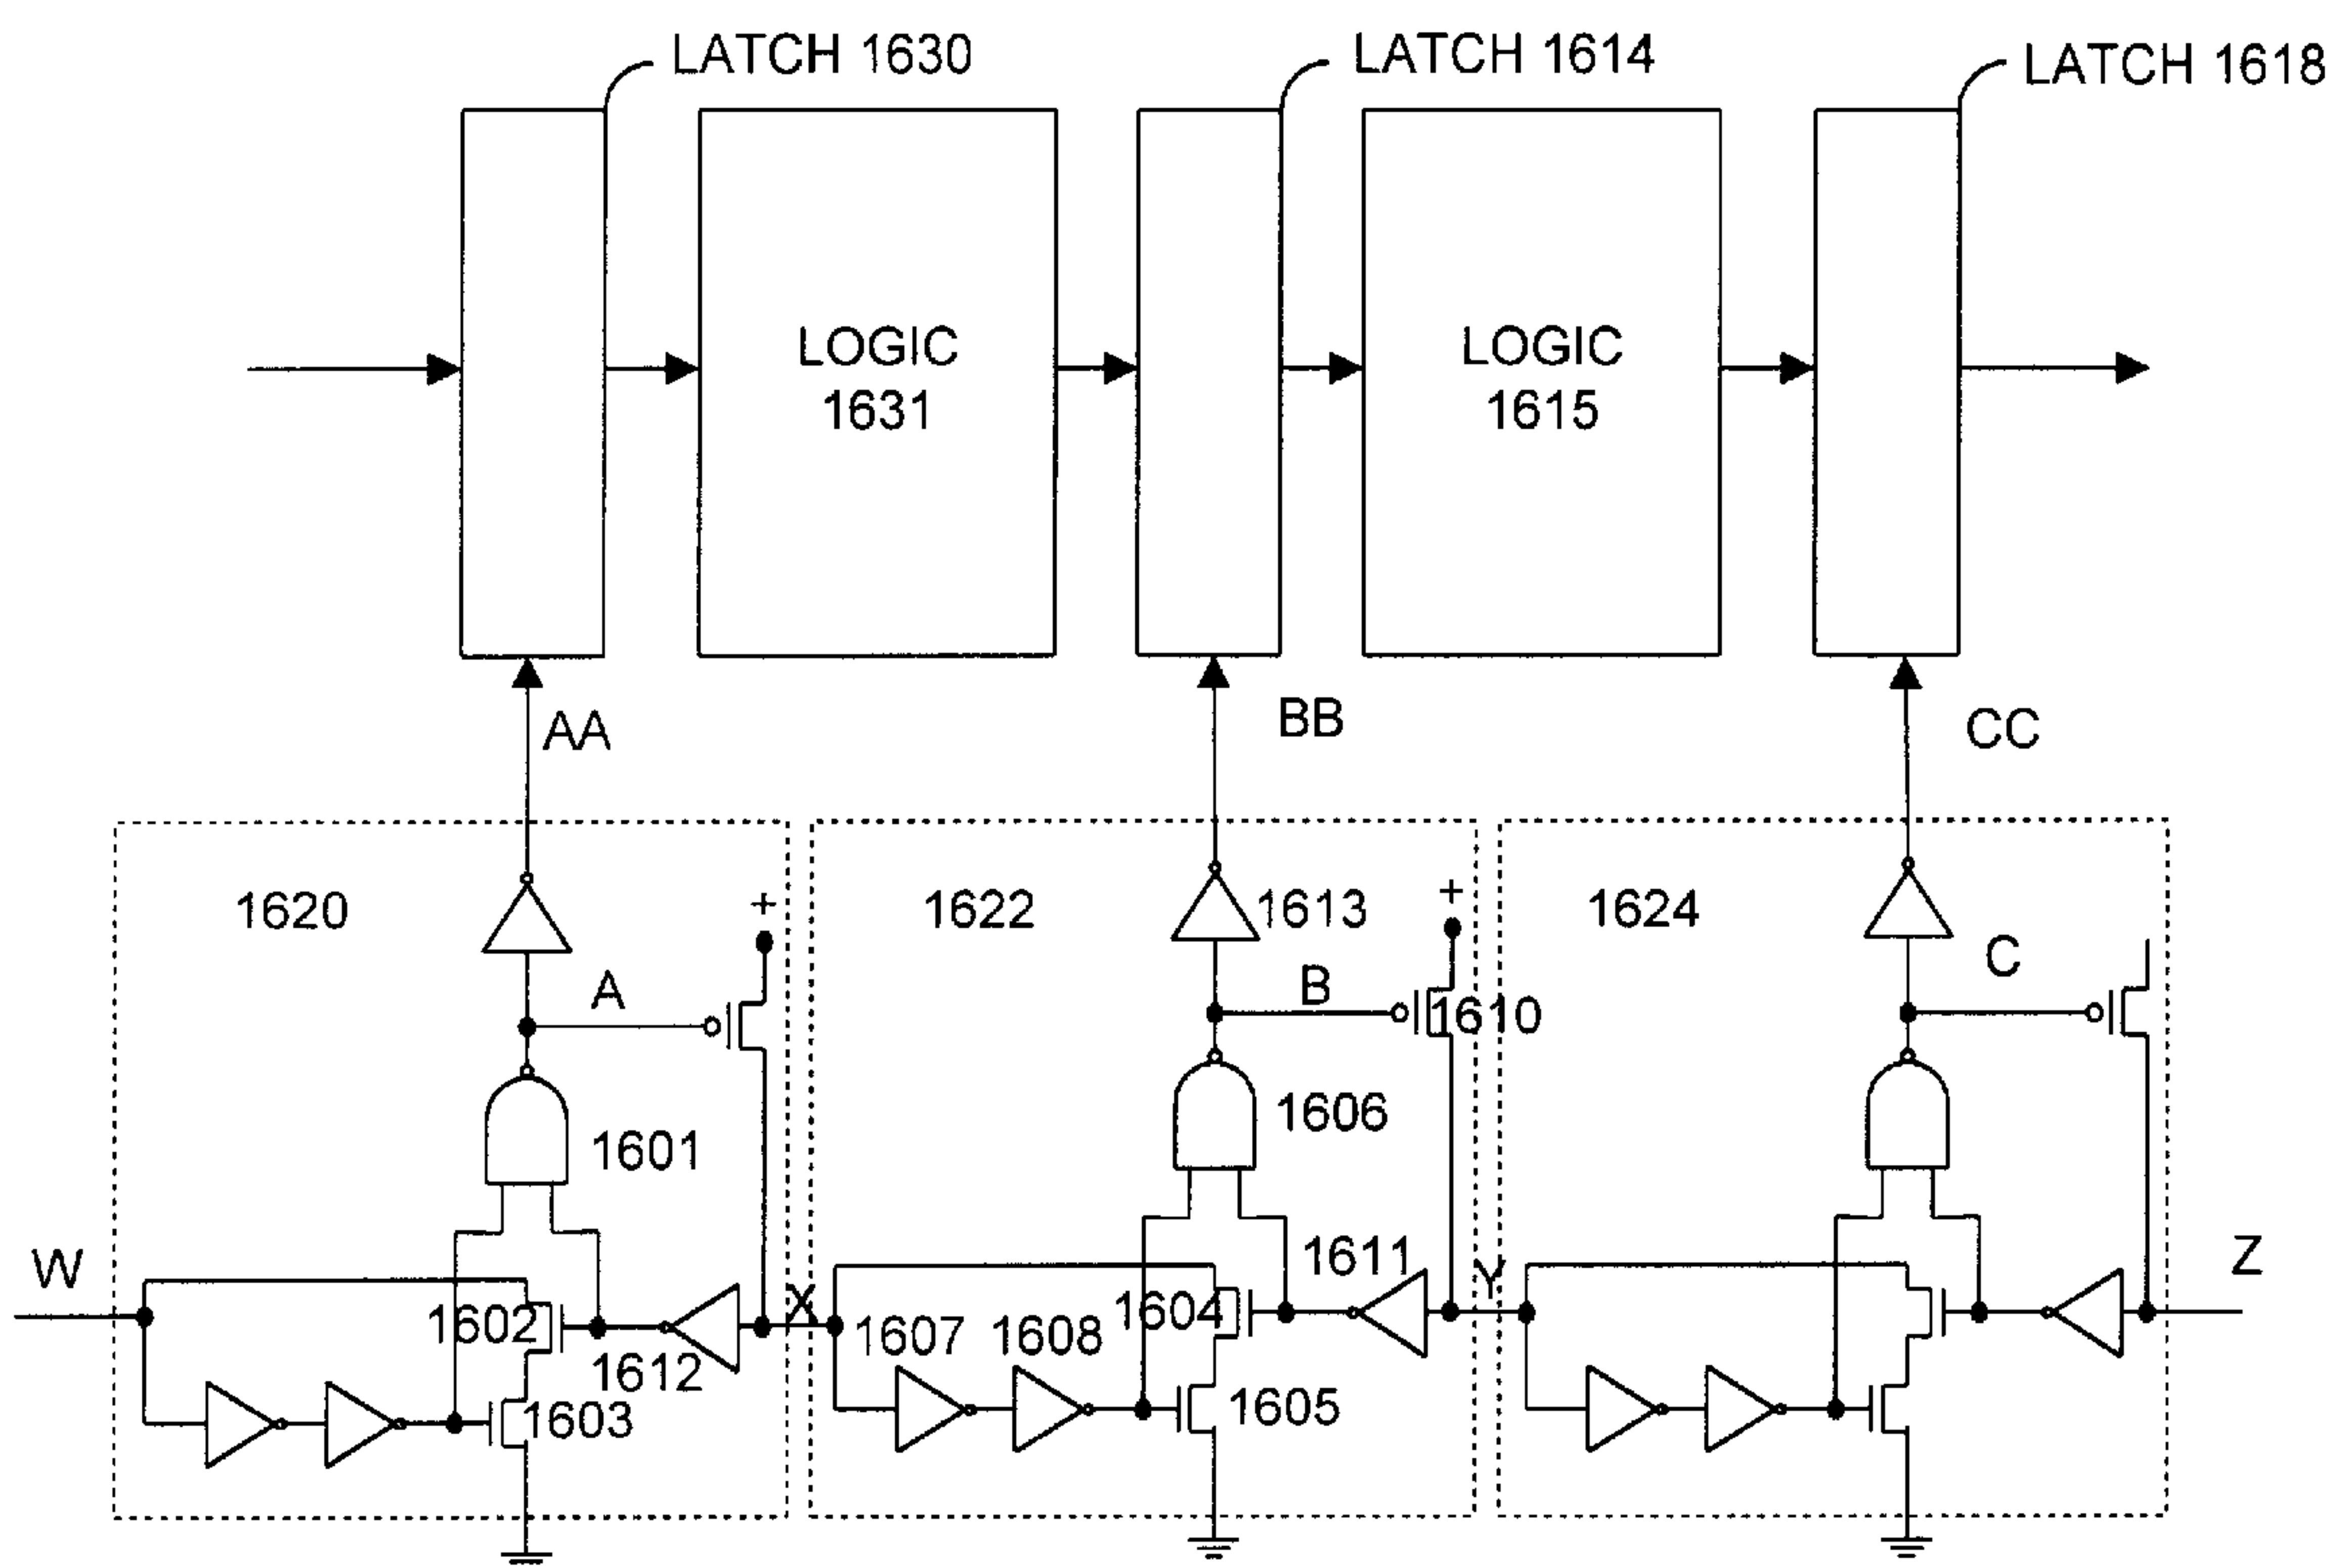 LATCH 1630
LATCH 1614
LATCH 1618
LOGIC
1631
LOGIC
1615
AA
BB
CC
1620
+
A
1601
W
1602
1612
1603
X
1622
1613
+
B
1610
1606
1611
1604
1607
1608
1605
Y
1624
C
Z